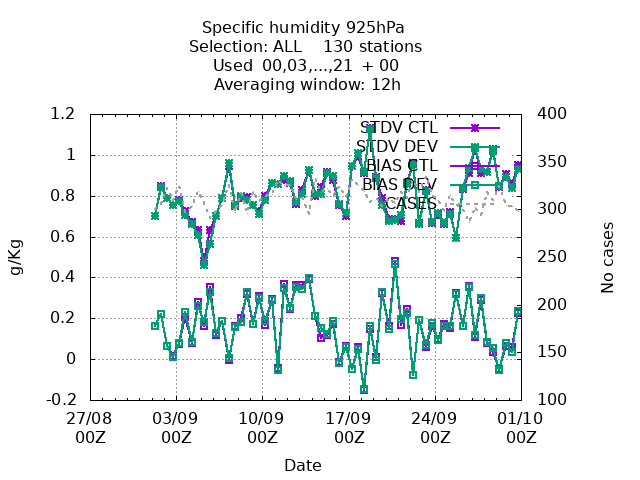 Specific humidity 925hPa
Selection: ALL 130 stations
Used 00,03,...,21 + 00
Averaging window: 12h
1.2
1
0.8
0.6
0.4
0.2
0
-0.2
g/Kg
400
350
300
250
200
150
100
No cases
STDV CTL
STDV DEV
BIAS CTL
BIAS DEV
CASES
27/08 03/09 10/09 17/09 24/09 01/10
00Z 00Z 00Z 00Z 00Z 00Z
Date